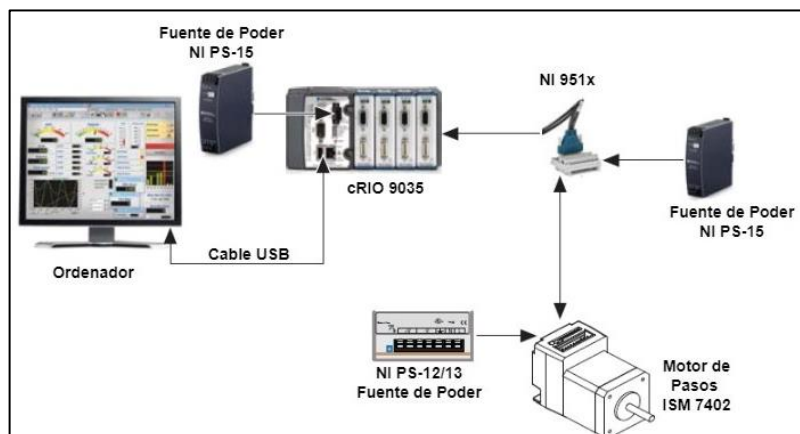 Fuente de Poder
NI PS-15
NI 951x
cRIO 9035
Fuente de Poder
NI PS-15
Cable USB
Ordenador
NI PS-12/13
Fuente de Poder
Motor de
Pasos
ISM 7402